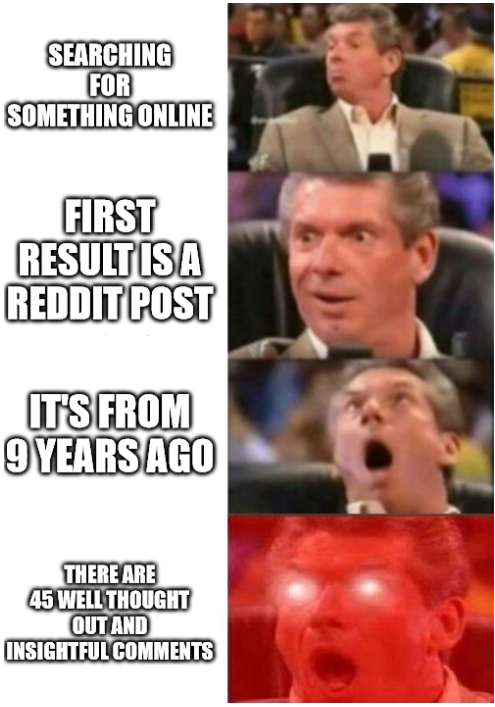 SEARCHING
FOR
SOMETHING ONLINE
FIRST
RESULT IS A
REDDIT POST
IT'S FROM
9 YEARS AGO
THERE ARE
45 WELL THOUGHT
OUT AND
INSIGHTFUL COMMENTS